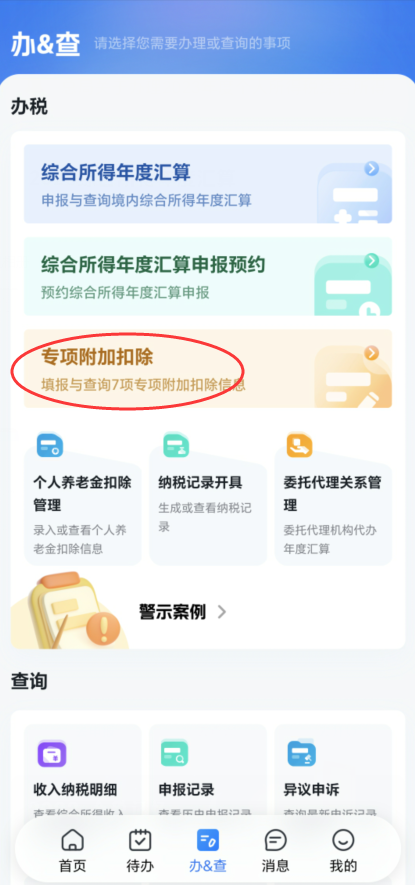 办&查 请选择您需要办理或查询的事项
办税
综合所得年度汇算
申报与查询境内综合所得年度汇算
综合所得年度汇算申报预约
预约综合所得年度汇算申报
专项附加扣除
填报与查询7项专项附加扣除信息
个人养老金扣除
管理
录入或查看个人养
老金扣除信息
纳税记录开具
生成或查看纳税记
录
委托代理关系管
理
委托代理机构代办
年度汇算
警示案例
查询
收入纳税明细
查看综合所得收入
申报记录
查看历史申报记录
异议申诉
查询最新申诉记录
首页 待办 办&查 消息 我的